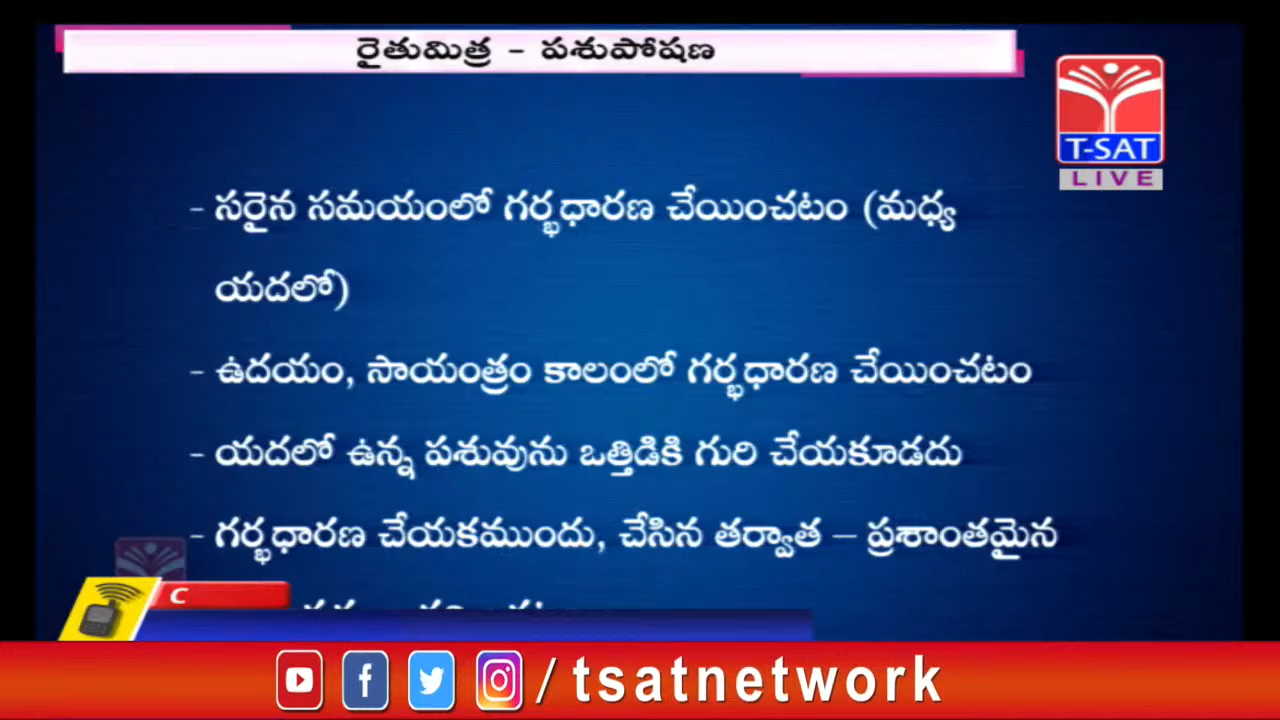 రైతుమిత్ర - పశుపోషణ
T-SAT
LIVE
- సరైన సమయంలో గర్భధారణ చేయించటం (మధ్య
యదలో)
- ఉదయం, సాయంత్రం కాలంలో గర్భధారణ చేయించటం
- యదలో ఉన్న పశువును ఒత్తిడికి గురి చేయకూడదు
- గర్భధారణ చేయకముందు, చేసిన తర్వాత – ప్రశాంతమైన
C
/tsatnetwork